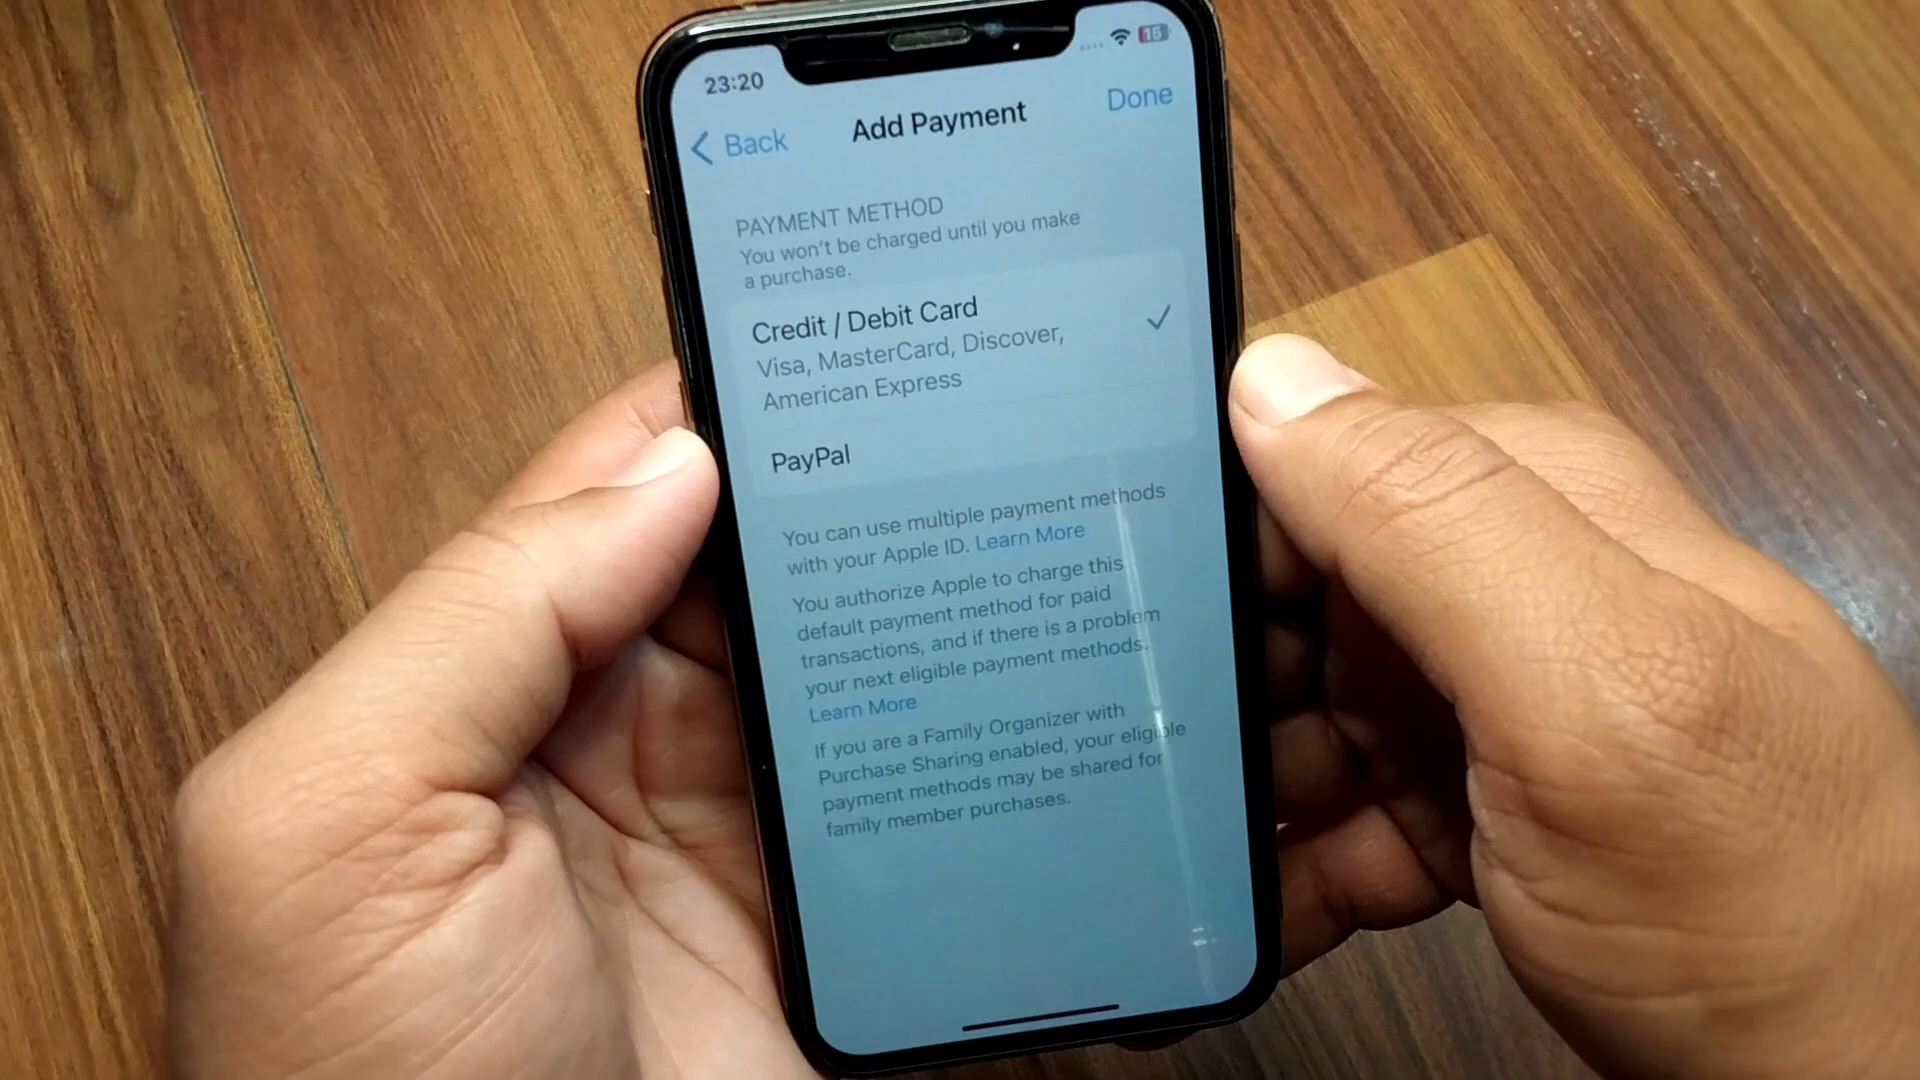 23:20
15
Back
Add Payment
Done
PAYMENT METHOD
You won't be charged until you make
a purchase.
Credit / Debit Card
Visa, MasterCard, Discover,
American Express
PayPal
You can use multiple payment methods
with your Apple ID. Learn More
You authorize Apple to charge this
default payment method for paid
transactions, and if there is a problem
your next eligible payment methods.
Learn More
If you are a Family Organizer with
Purchase Sharing enabled, your eligible
payment methods may be shared for
family member purchases.